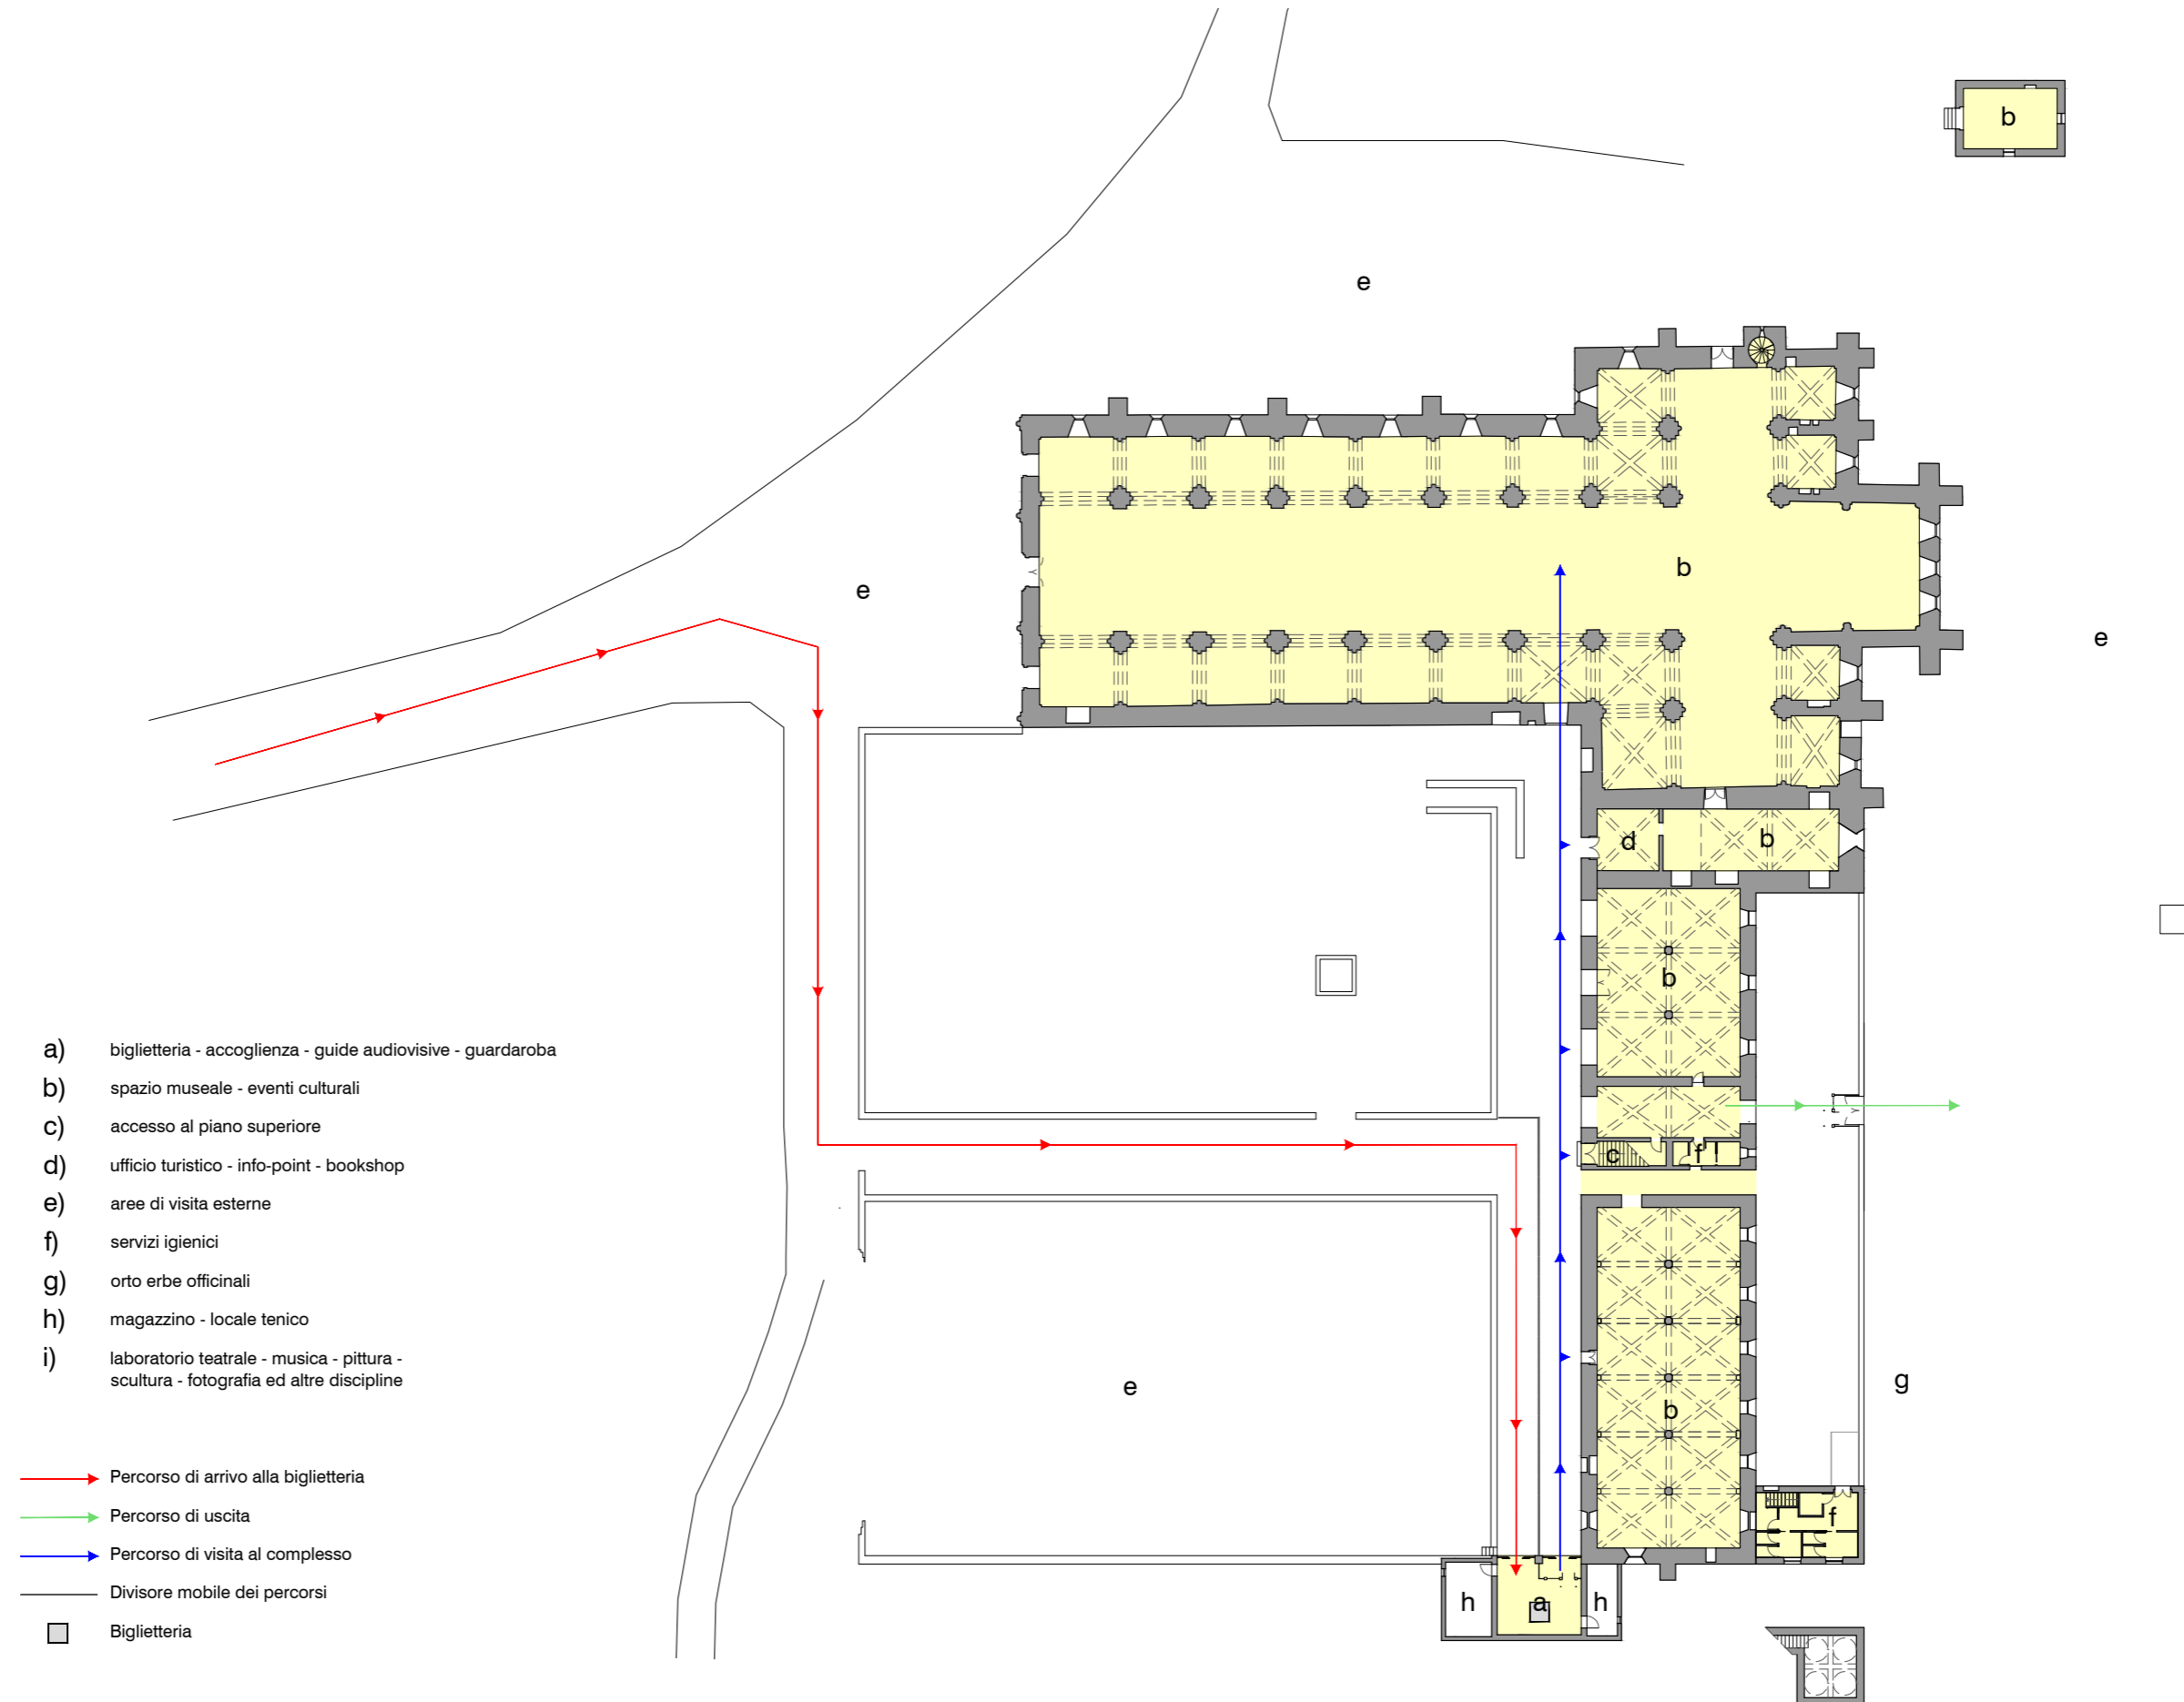 b
e
b
e
e
d
b
b
a) biglietteria - accoglienza - guide audiovisive - guardaroba
b) spazio museale - eventi culturali
c) accesso al piano superiore
d) ufficio turistico - info-point - bookshop
e) aree di visita esterne
f) servizi igienici
g) orto erbe officinali
h) magazzino - locale tenico
i) laboratorio teatrale - musica - pittura -
scultura - fotografia ed altre discipline
c
f
e
g
b
Percorso di arrivo alla biglietteria
Percorso di uscita
f
Percorso di visita al complesso
Divisore mobile dei percorsi
h
a
h
Biglietteria